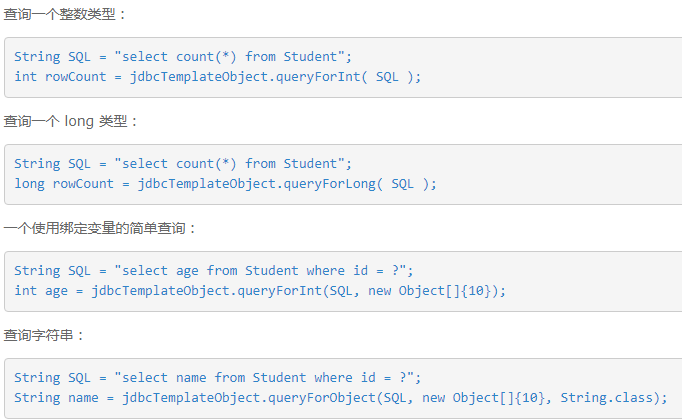 查询一个整数类型：
String SQL = "select count(*) from Student";
int rowCount = jdbcTemplateObject.queryForInt( SQL );
查询一个 long 类型：
String SQL = "select count(*) from Student";
long rowCount = jdbcTemplateObject.queryForLong( SQL );
一个使用绑定变量的简单查询：
String SQL = "select age from Student where id = ?";
int age = jdbcTemplateObject.queryForInt(SQL, new Object[]{10});
查询字符串：
String SQL = "select name from Student where id = ?";
String name = jdbcTemplateObject.queryForObject(SQL, new Object[]{10}, String.class);